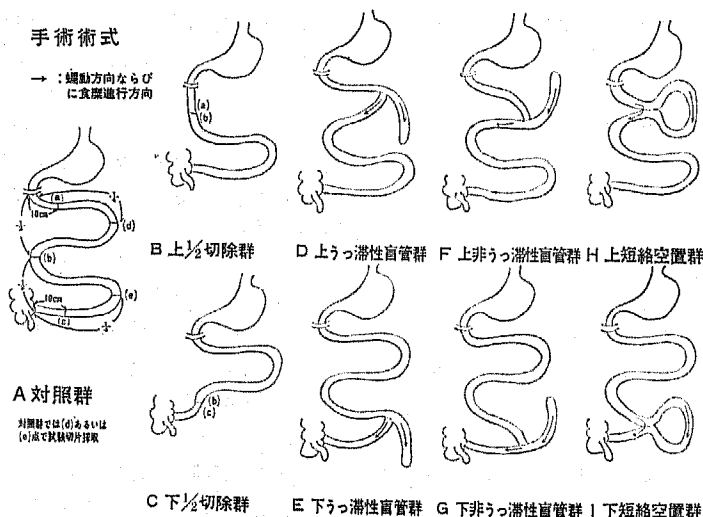 手術術式
→ :蠕動方向ならび
に食糜進行方向
(a)
10cm
(d)
(b)
(e)
10cm
(c)
A 対照群
対照群では(d)あるいは
(e)点で試験切片採取
(a)
(b)
B 上1/2切除群
D 上うっ滞性盲管群
F 上非うっ滞性盲管群
H 上短絡空置群
(b)
(c)
C 下1/2切除群
E 下うっ滞性盲管群
G 下非うっ滞性盲管群
I 下短絡空置群